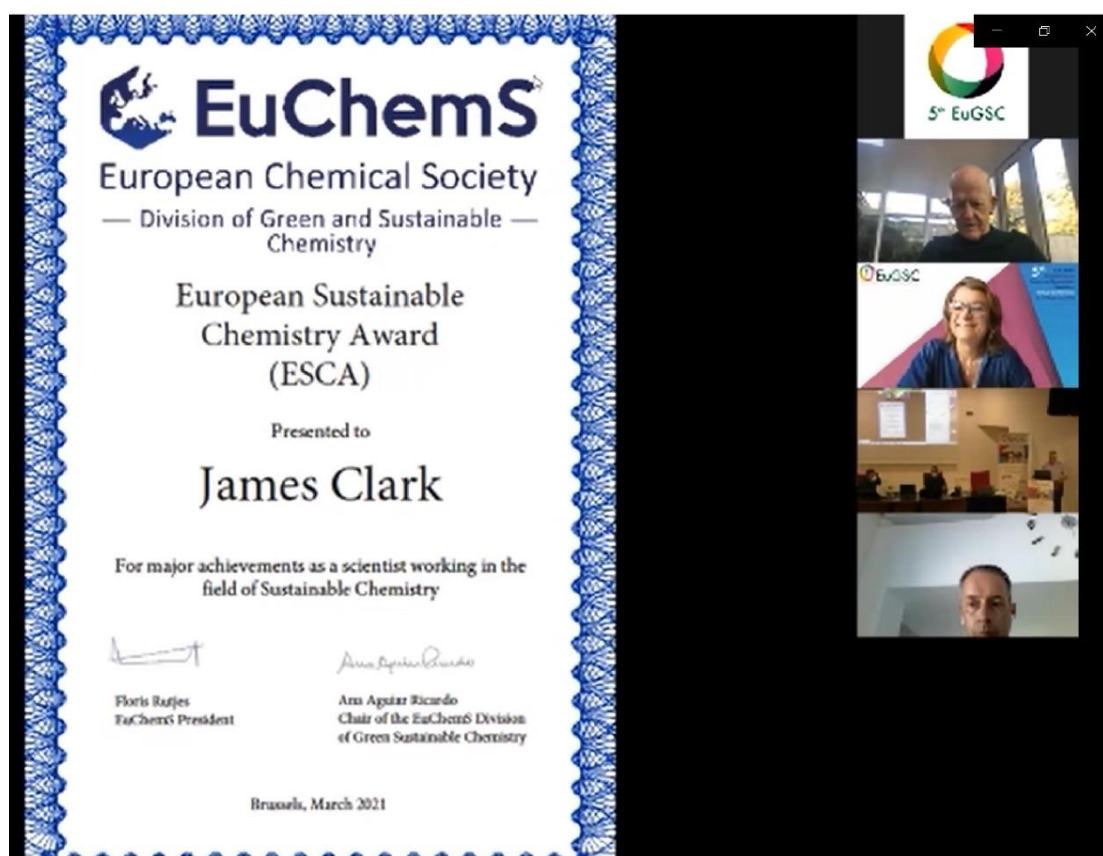 EuChemS
European Chemical Society
— Division of Green and Sustainable —
Chemistry
European Sustainable
Chemistry Award
(ESCA)
Presented to
James Clark
For major achievements as a scientist working in the
field of Sustainable Chemistry
Floris Rutjes
EuChemS President
Ana Aguiar Ricardo
Chair of the EuChemS Division
of Green Sustainable Chemistry
Brussels, March 2021
5th EuGSC
EuGSC